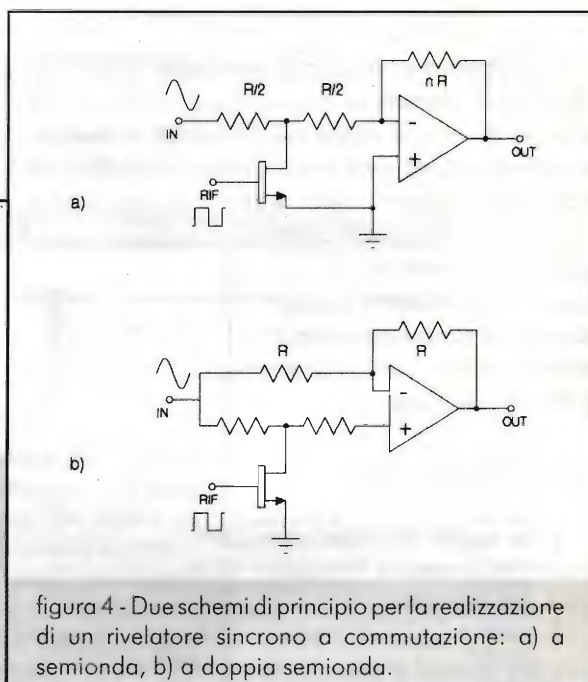 R/2
R/2
n R
IN
-
+
OUT
RIF
a)
R
R
IN
-
+
OUT
RIF
b)
figura 4 - Due schemi di principio per la realizzazione
di un rivelatore sincrono a commutazione: a) a
semionda, b) a doppia semionda.